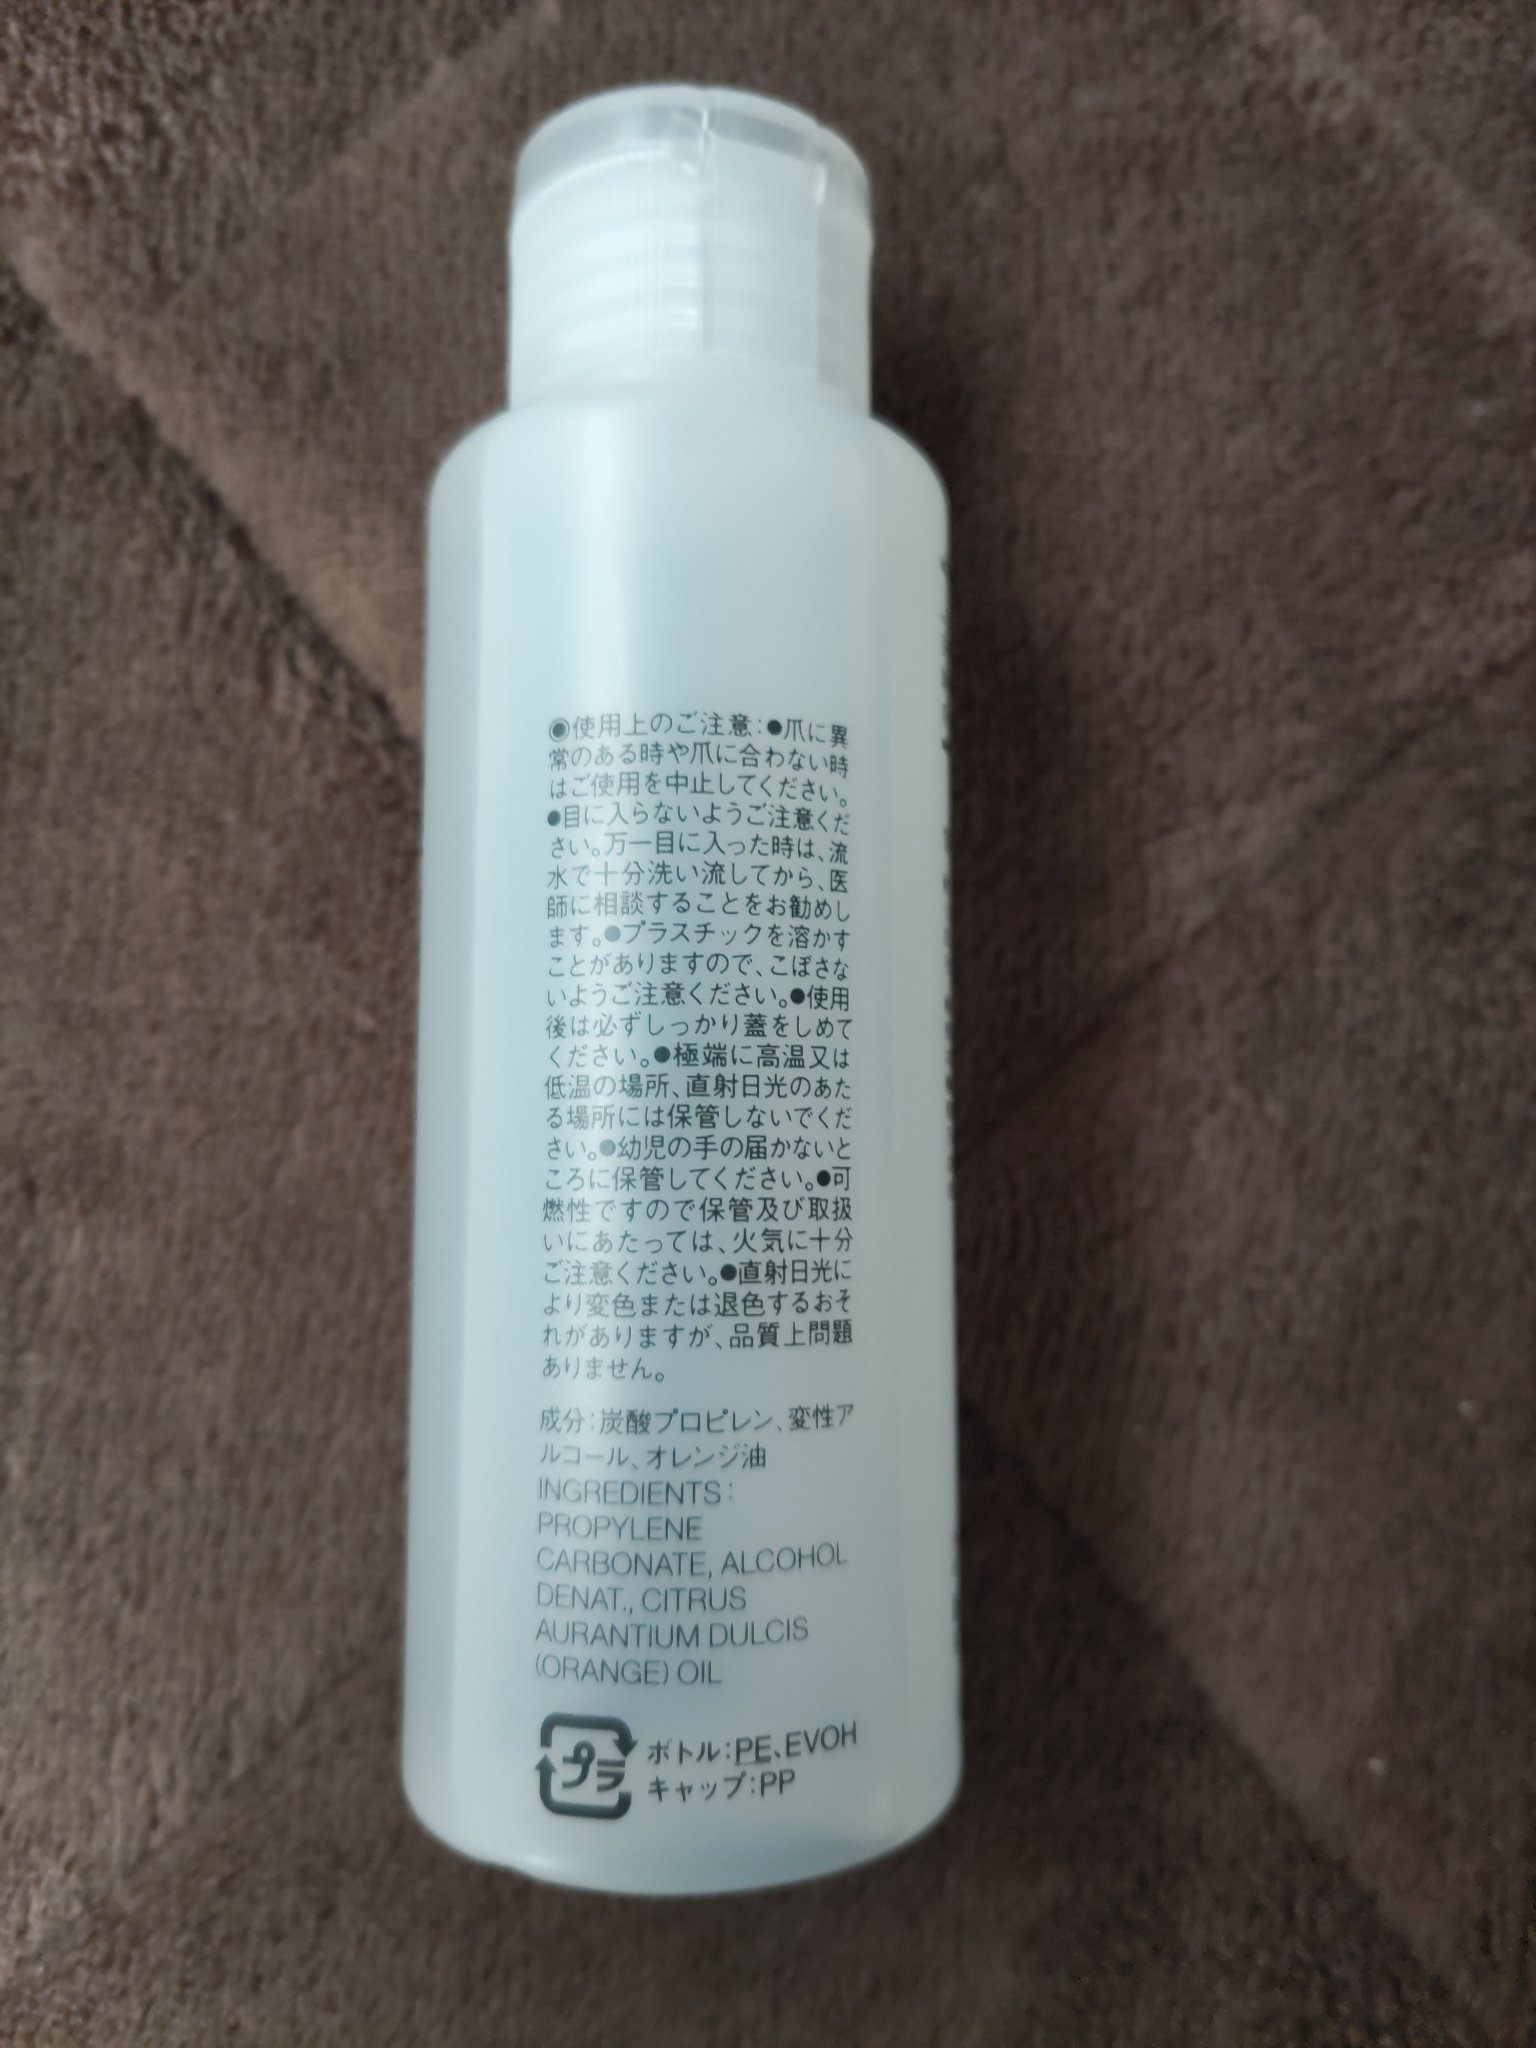 ◉使用上のご注意：●爪に異
常のある時や爪に合わない時
はご使用を中止してください。
●目に入らないようご注意くだ
さい。万一目に入った時は、流
水で十分洗い流してから、医
師に相談することをお勧めし
ます。●プラスチックを溶かす
ことがありますので、こぼさな
いようご注意ください。●使用
後は必ずしっかり蓋をしめて
ください。●極端に高温又は
低温の場所、直射日光のあた
る場所には保管しないでくだ
さい。●幼児の手の届かないと
ころに保管してください。●可
燃性ですので保管及び取扱
いにあたっては、火気に十分
ご注意ください。●直射日光に
より変色または退色するおそ
れがありますが、品質上問題
ありません。
成分：炭酸プロピレン、変性ア
ルコール、オレンジ油
INGREDIENTS：
PROPYLENE
CARBONATE, ALCOHOL
DENAT., CITRUS
AURANTIUM DULCIS
(ORANGE) OIL
プラ
ボトル：PE、EVOH
キャップ：PP